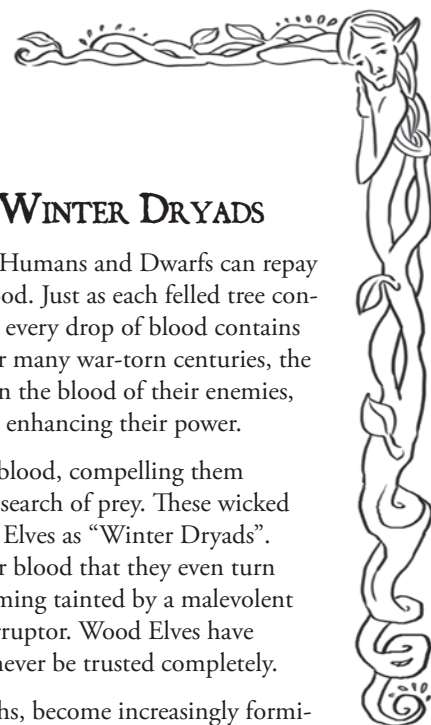 Winter Dryads
Humans and Dwarfs can repay
ood. Just as each felled tree con-
every drop of blood contains
r many war-torn centuries, the
n the blood of their enemies,
enhancing their power.
blood, compelling them
search of prey. These wicked
Elves as “Winter Dryads”.
r blood that they even turn
ming tainted by a malevolent
rruptor. Wood Elves have
never be trusted completely.
hs, become increasingly formi-